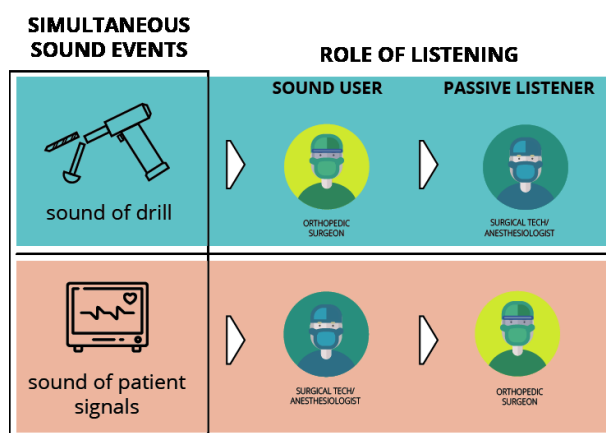 SIMULTANEOUS
SOUND EVENTS
ROLE OF LISTENING
SOUND USER
PASSIVE LISTENER
sound of drill
ORTHOPEDIC
SURGEON
SURGICAL TECH/
ANESTHESIOLOGIST
sound of patient
signals
SURGICAL TECH/
ANESTHESIOLOGIST
ORTHOPEDIC
SURGEON